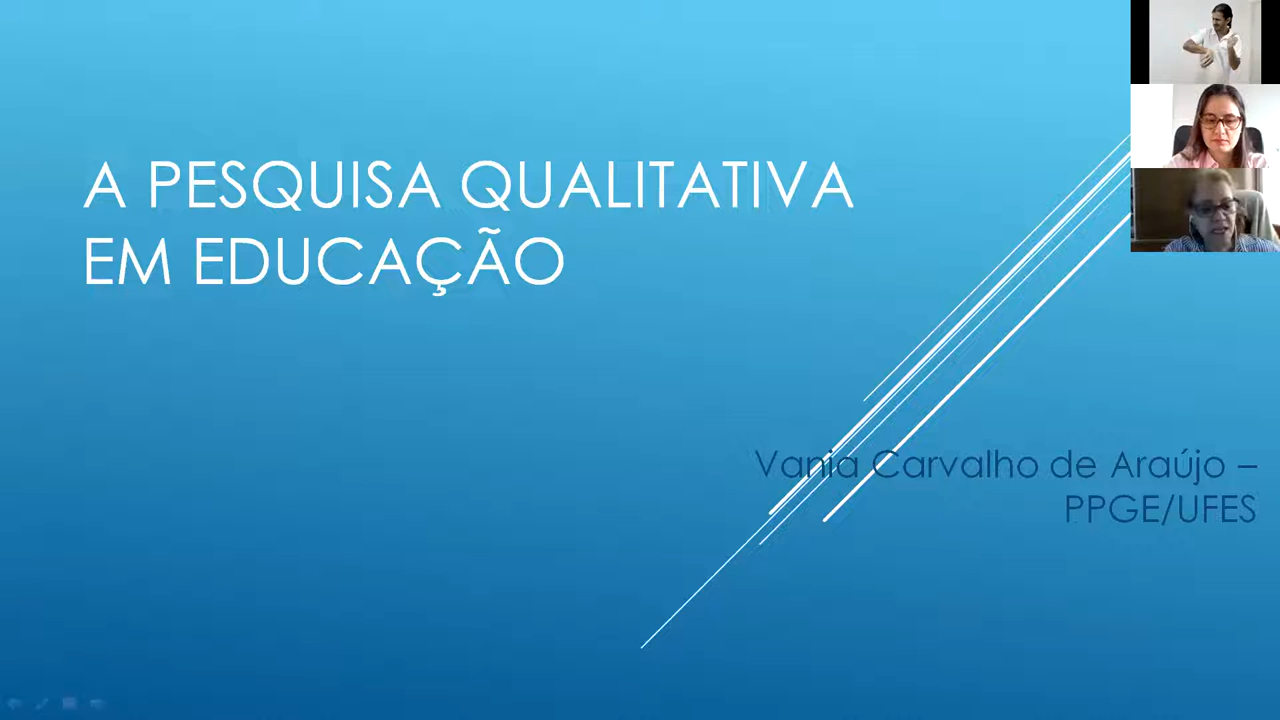 A PESQUISA QUALITATIVA
EM EDUCAÇÃO
Vania Carvalho de Araújo –
PPGE/UFES